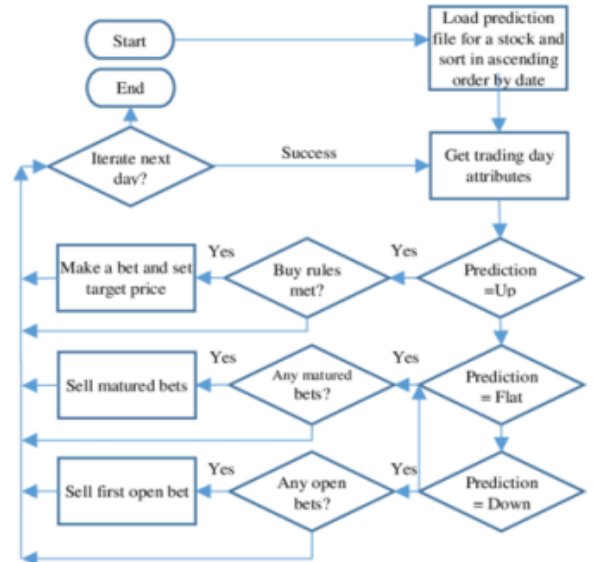 Start
Load prediction
file for a stock and
sort in ascending
order by date
End
Iterate next
day?
Success
Get trading day
attributes
Make a bet and set
target price
Yes
Buy rules
met?
Yes
Prediction
=Up
Sell matured bets
Yes
Any matured
bets?
Yes
Prediction
= Flat
Sell first open bet
Yes
Any open
bets?
Yes
Prediction
= Down